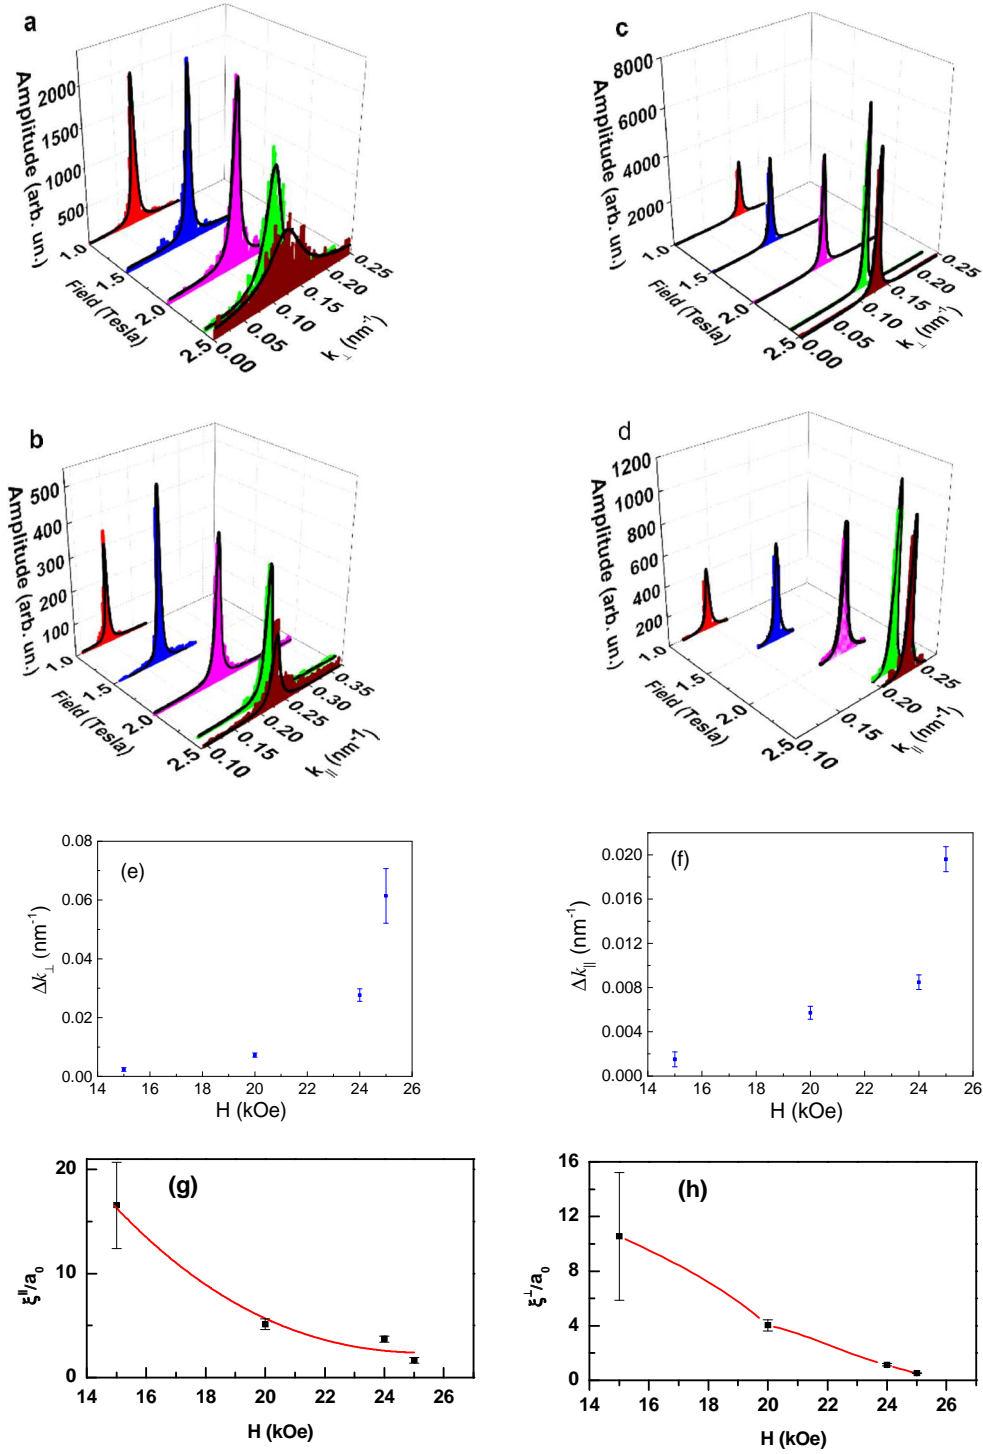 a
Amplitude (arb. un.)
2000
1500
1000
500
1.0
1.5
2.0
2.5
Field (Tesla)
0.00
0.05
0.10
0.15
0.20
0.25
k⊥ (nm-1)
c
Amplitude (arb. un.)
8000
6000
4000
2000
1.0
1.5
2.0
2.5
Field (Tesla)
0.00
0.05
0.10
0.15
0.20
0.25
k⊥ (nm-1)
b
Amplitude (arb. un.)
500
400
300
200
100
1.0
1.5
2.0
2.5
Field (Tesla)
0.10
0.15
0.20
0.25
0.30
0.35
k|| (nm-1)
d
Amplitude (arb. un.)
1200
1000
800
600
400
200
1.0
1.5
2.0
2.5
Field (Tesla)
0.10
0.15
0.20
0.25
k|| (nm-1)
(e)
Δk⊥ (nm-1)
0.08
0.06
0.04
0.02
0.00
14 16 18 20 22 24 26
H (kOe)
(f)
Δk|| (nm-1)
0.020
0.016
0.012
0.008
0.004
0.000
14 16 18 20 22 24 26
H (kOe)
(g)
ξ||/a0
20
10
0
14 16 18 20 22 24 26
H (kOe)
(h)
ξ⊥/a0
16
12
8
4
0
14 16 18 20 22 24 26
H (kOe)